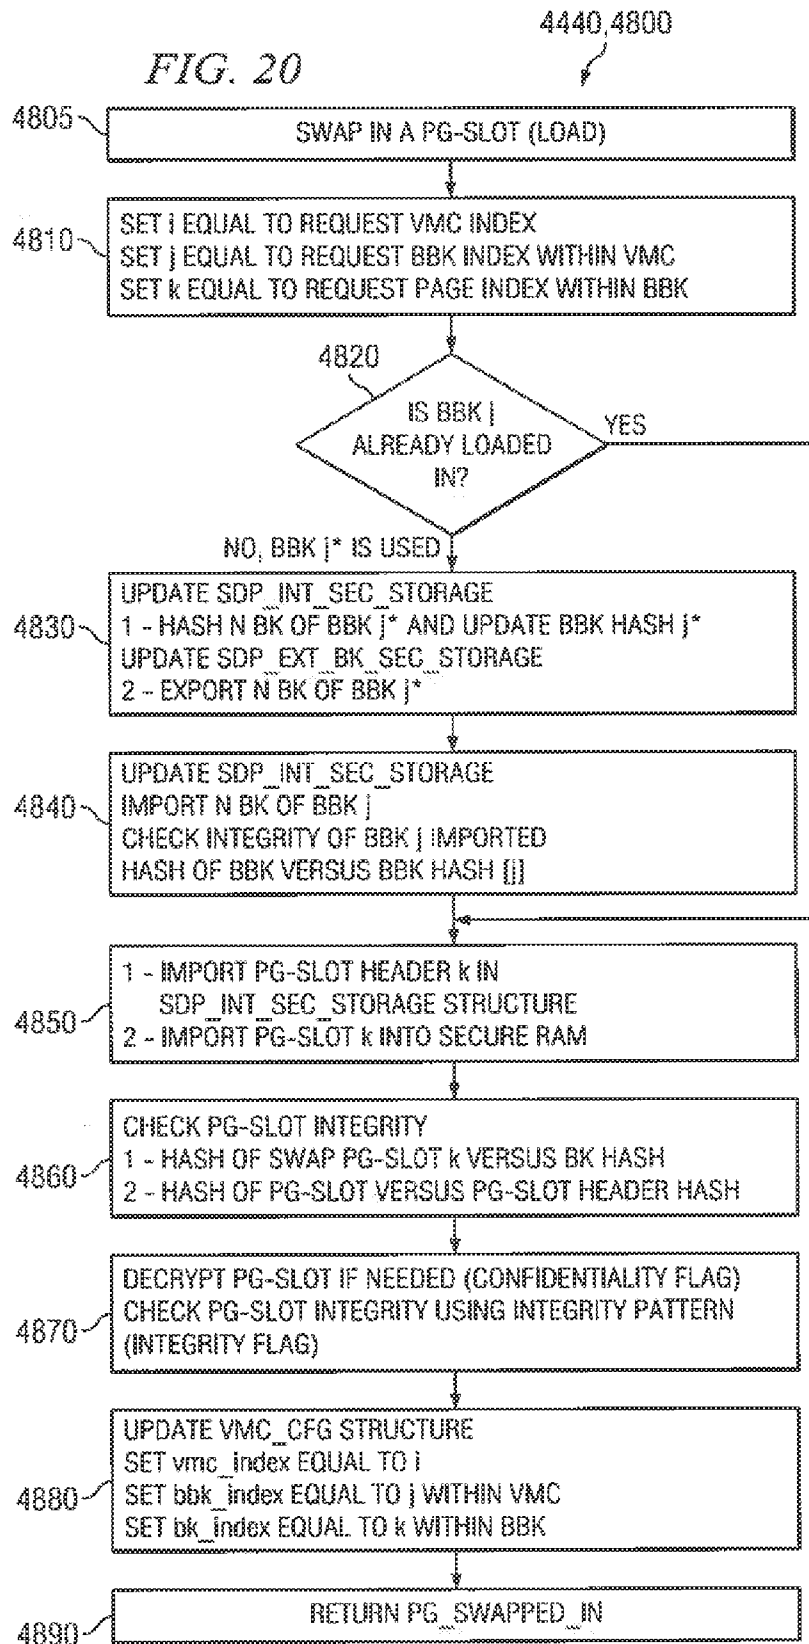 4440,4800
FIG. 20
4805
SWAP IN A PG-SLOT (LOAD)
4810
SET i EQUAL TO REQUEST VMC INDEX
SET j EQUAL TO REQUEST BBK INDEX WITHIN VMC
SET k EQUAL TO REQUEST PAGE INDEX WITHIN BBK
4820
IS BBK j
ALREADY LOADED
IN?
YES
NO, BBK j* IS USED
4830
UPDATE SDP_INT_SEC_STORAGE
1 - HASH N BK OF BBK j* AND UPDATE BBK HASH j*
UPDATE SDP_EXT_BK_SEC_STORAGE
2 - EXPORT N BK OF BBK j*
4840
UPDATE SDP_INT_SEC_STORAGE
IMPORT N BK OF BBK j
CHECK INTEGRITY OF BBK j IMPORTED
HASH OF BBK VERSUS BBK HASH [j]
4850
1 - IMPORT PG-SLOT HEADER k IN
SDP_INT_SEC_STORAGE STRUCTURE
2 - IMPORT PG-SLOT k INTO SECURE RAM
4860
CHECK PG-SLOT INTEGRITY
1 - HASH OF SWAP PG-SLOT k VERSUS BK HASH
2 - HASH OF PG-SLOT VERSUS PG-SLOT HEADER HASH
4870
DECRYPT PG-SLOT IF NEEDED (CONFIDENTIALITY FLAG)
CHECK PG-SLOT INTEGRITY USING INTEGRITY PATTERN
(INTEGRITY FLAG)
4880
UPDATE VMC_CFG STRUCTURE
SET vmc_index EQUAL TO i
SET bbk_index EQUAL TO j WITHIN VMC
SET bk_index EQUAL TO k WITHIN BBK
4890
RETURN PG_SWAPPED_IN